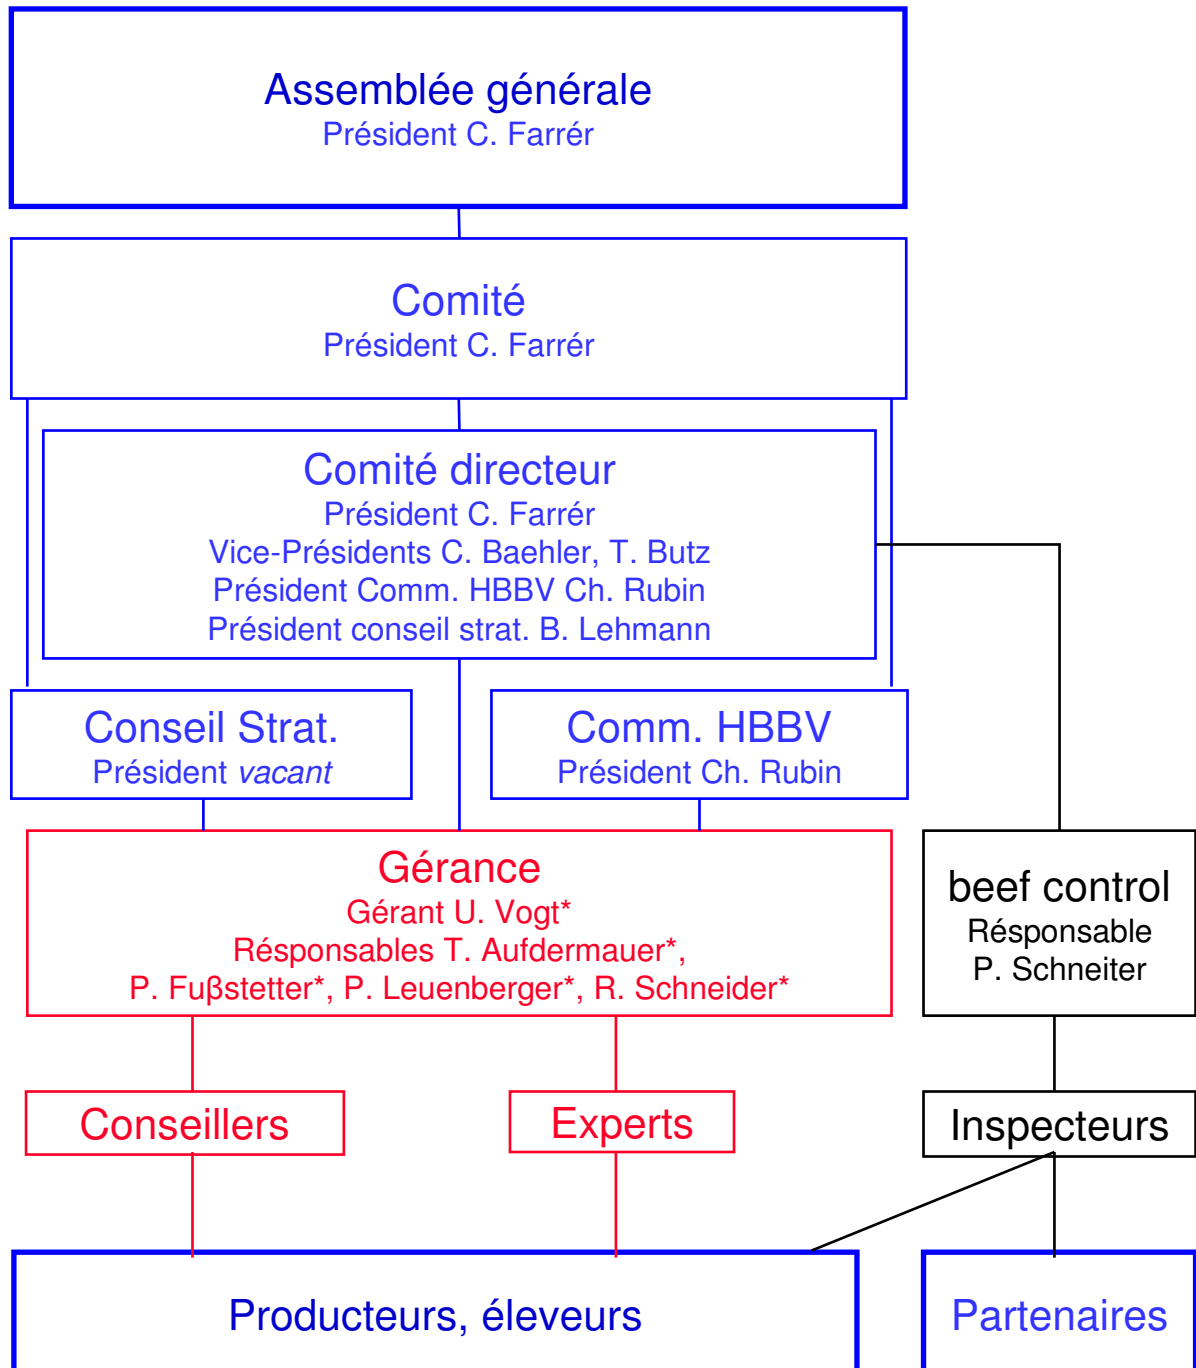 Assemblée générale
Président C. Farrér
Comité
Président C. Farrér
Comité directeur
Président C. Farrér
Vice-Présidents C. Baehler, T. Butz
Président Comm. HBBV Ch. Rubin
Président conseil strat. B. Lehmann
Conseil Strat.
Président vacant
Comm. HBBV
Président Ch. Rubin
Gérance
Gérant U. Vogt*
Résponsables T. Aufdermauer*,
P. Fuβstetter*, P. Leuenberger*, R. Schneider*
beef control
Résponsable
P. Schneiter
Conseillers
Experts
Inspecteurs
Producteurs, éleveurs
Partenaires